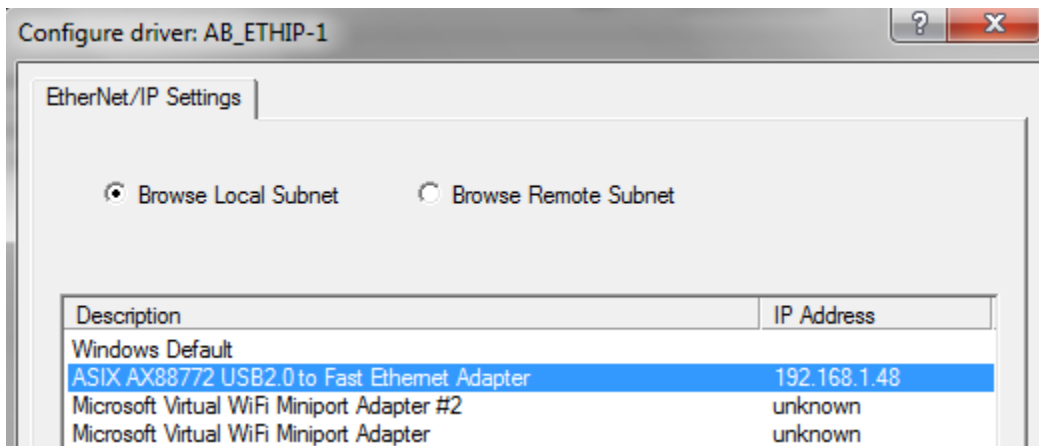 Configure driver: AB_ETHIP-1
EtherNet/IP Settings
Browse Local Subnet Browse Remote Subnet
Description IP Address
Windows Default
ASIX AX88772 USB2.0 to Fast Ethernet Adapter 192.168.1.48
Microsoft Virtual WiFi Miniport Adapter #2 unknown
Microsoft Virtual WiFi Miniport Adapter unknown